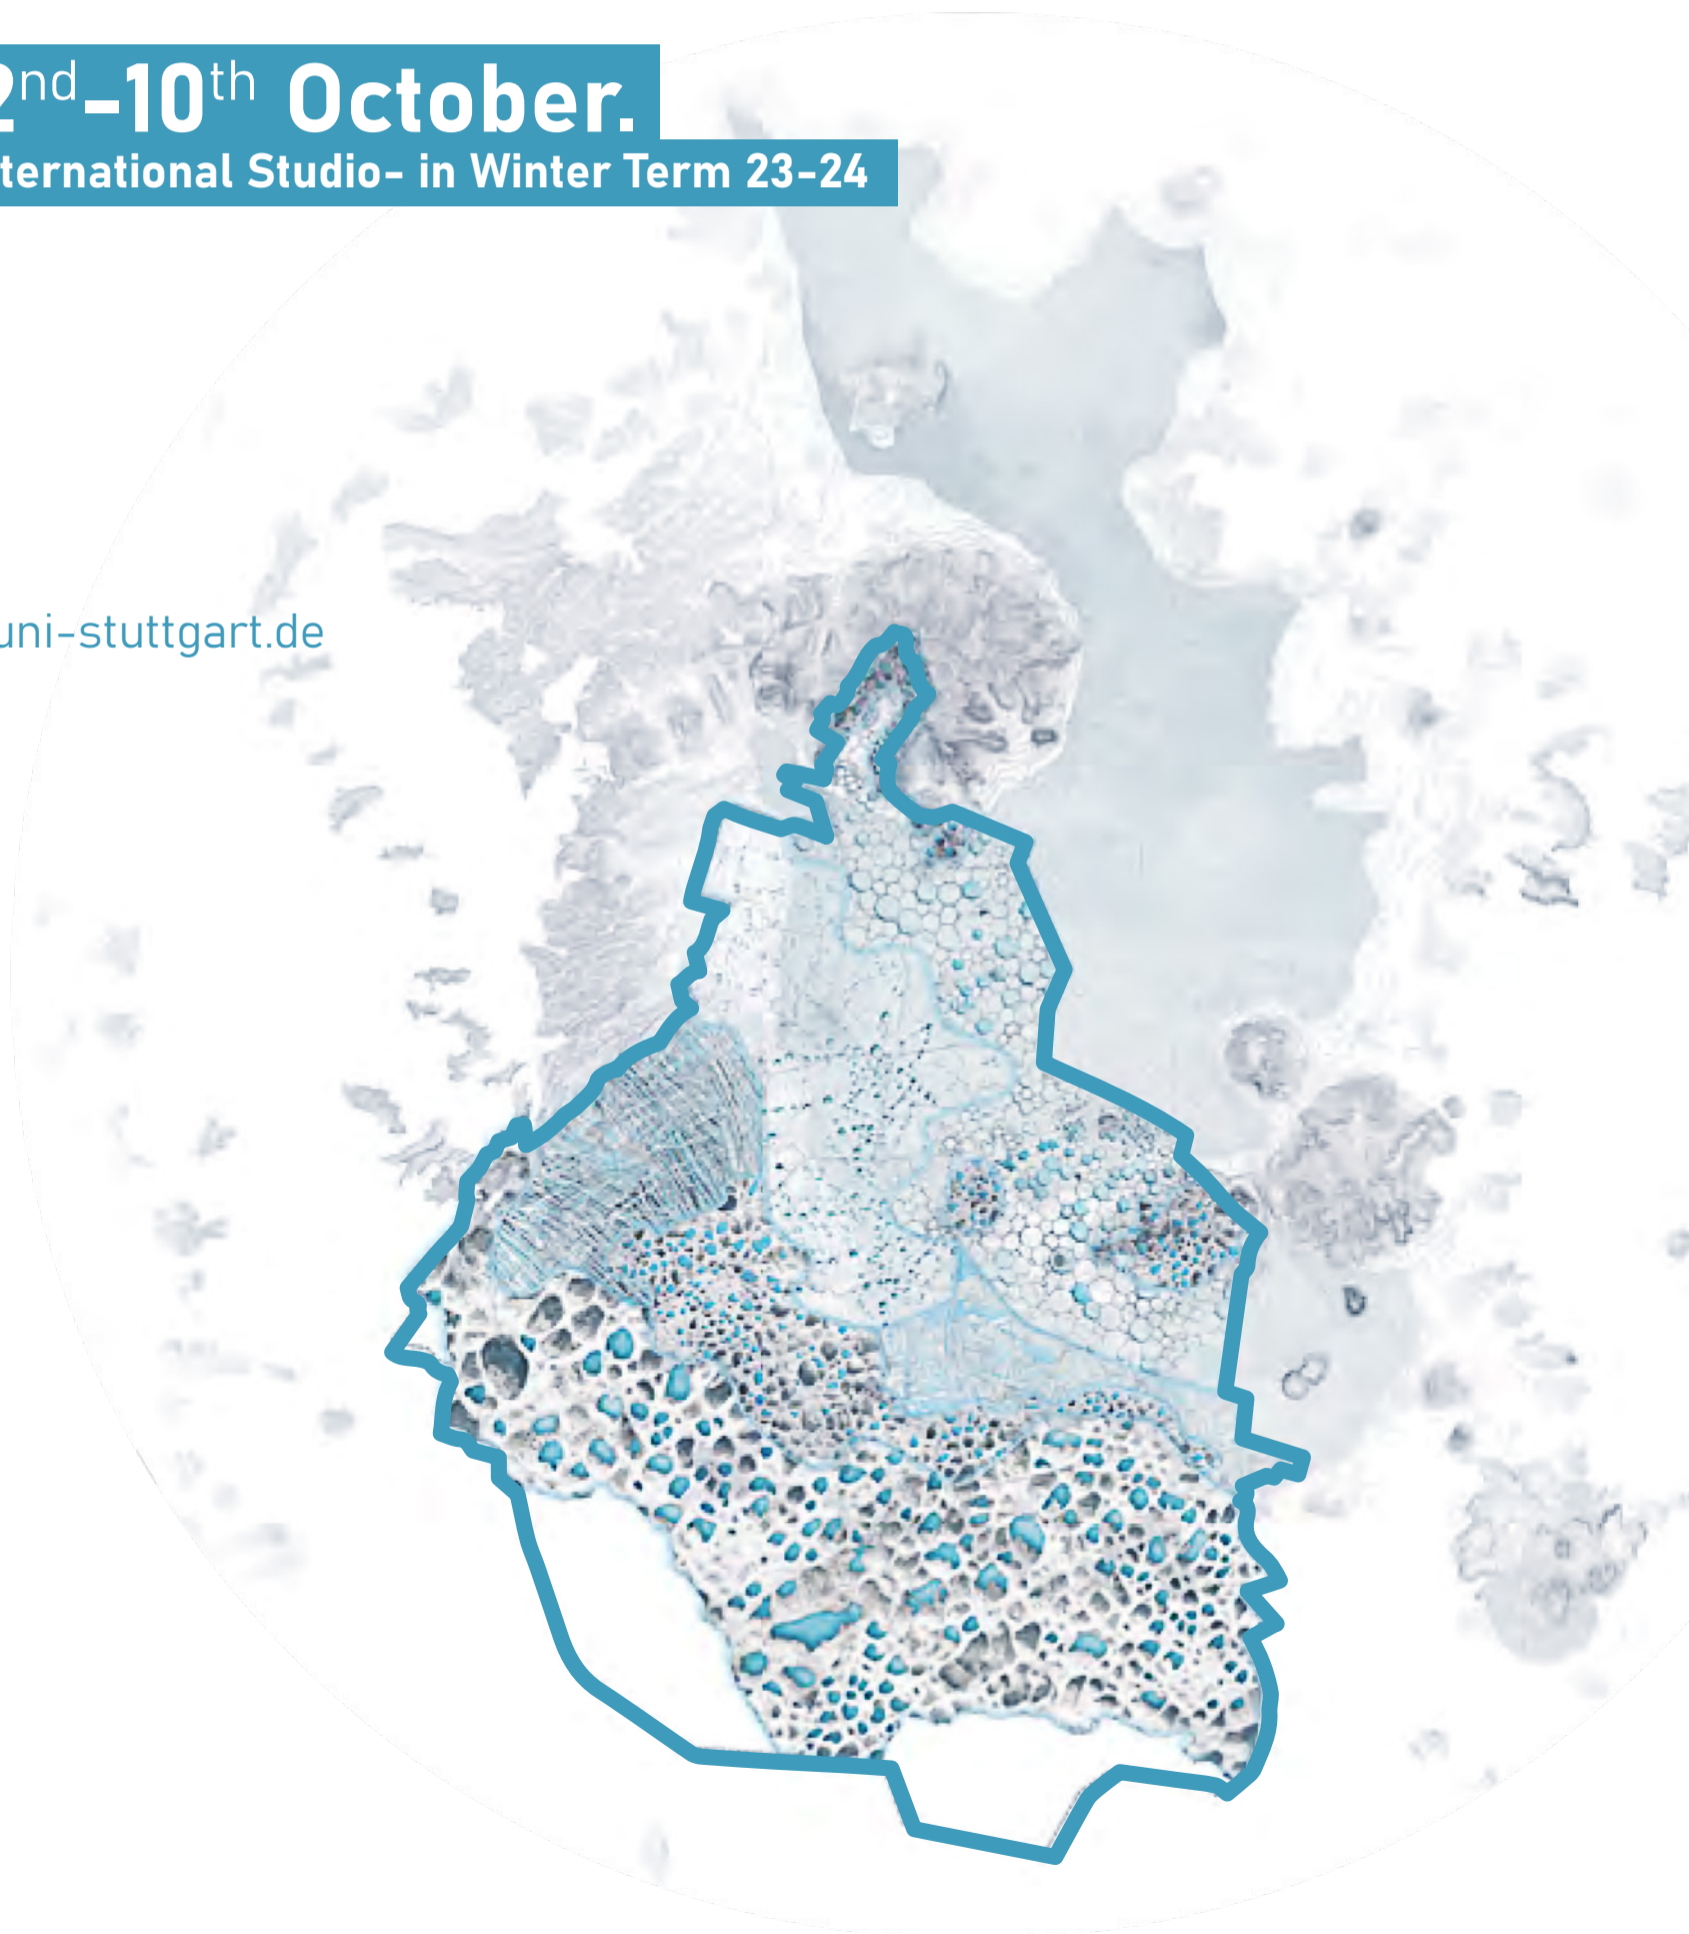 2nd-10th October.
ternational Studio- in Winter Term 23-24
uni-stuttgart.de